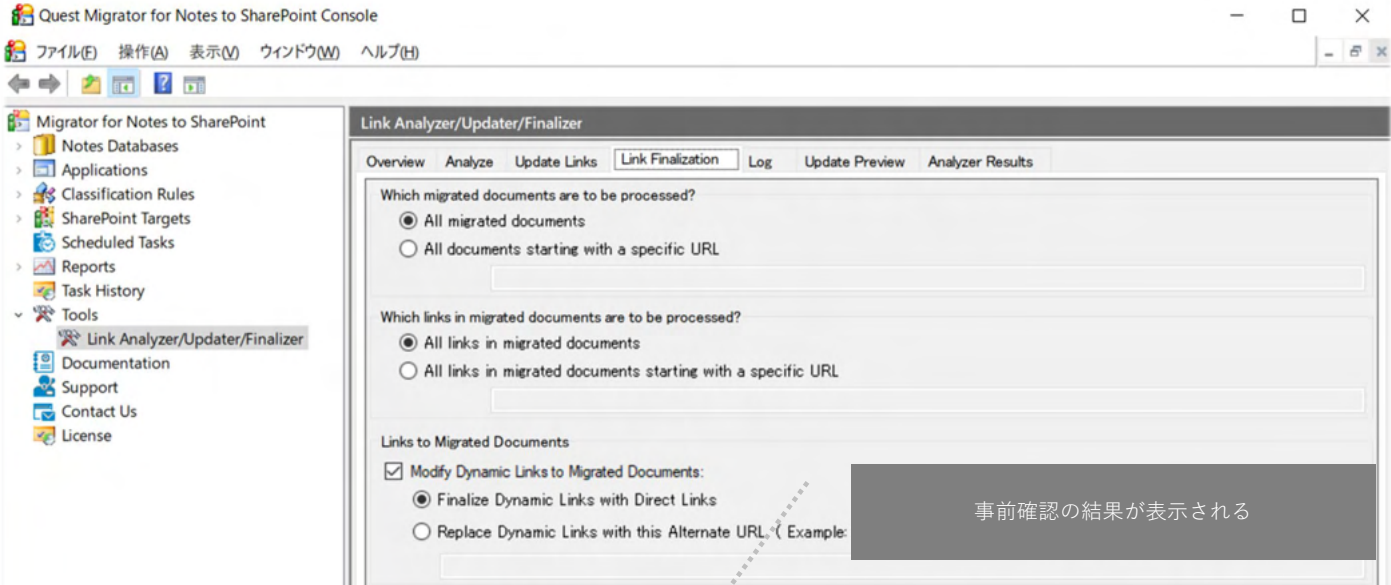 Quest Migrator for Notes to SharePoint Console
ファイル(F) 操作(A) 表示(V) ウィンドウ(W) ヘルプ(H)
Migrator for Notes to SharePoint
Notes Databases
Applications
Classification Rules
SharePoint Targets
Scheduled Tasks
Reports
Task History
Tools
Link Analyzer/Updater/Finalizer
Documentation
Support
Contact Us
License
Link Analyzer/Updater/Finalizer
Overview Analyze Update Links Link Finalization Log Update Preview Analyzer Results
Which migrated documents are to be processed?
All migrated documents
All documents starting with a specific URL
Which links in migrated documents are to be processed?
All links in migrated documents
All links in migrated documents starting with a specific URL
Links to Migrated Documents
Modify Dynamic Links to Migrated Documents:
Finalize Dynamic Links with Direct Links
Replace Dynamic Links with this Alternate URL, ( Example:
事前確認の結果が表示される